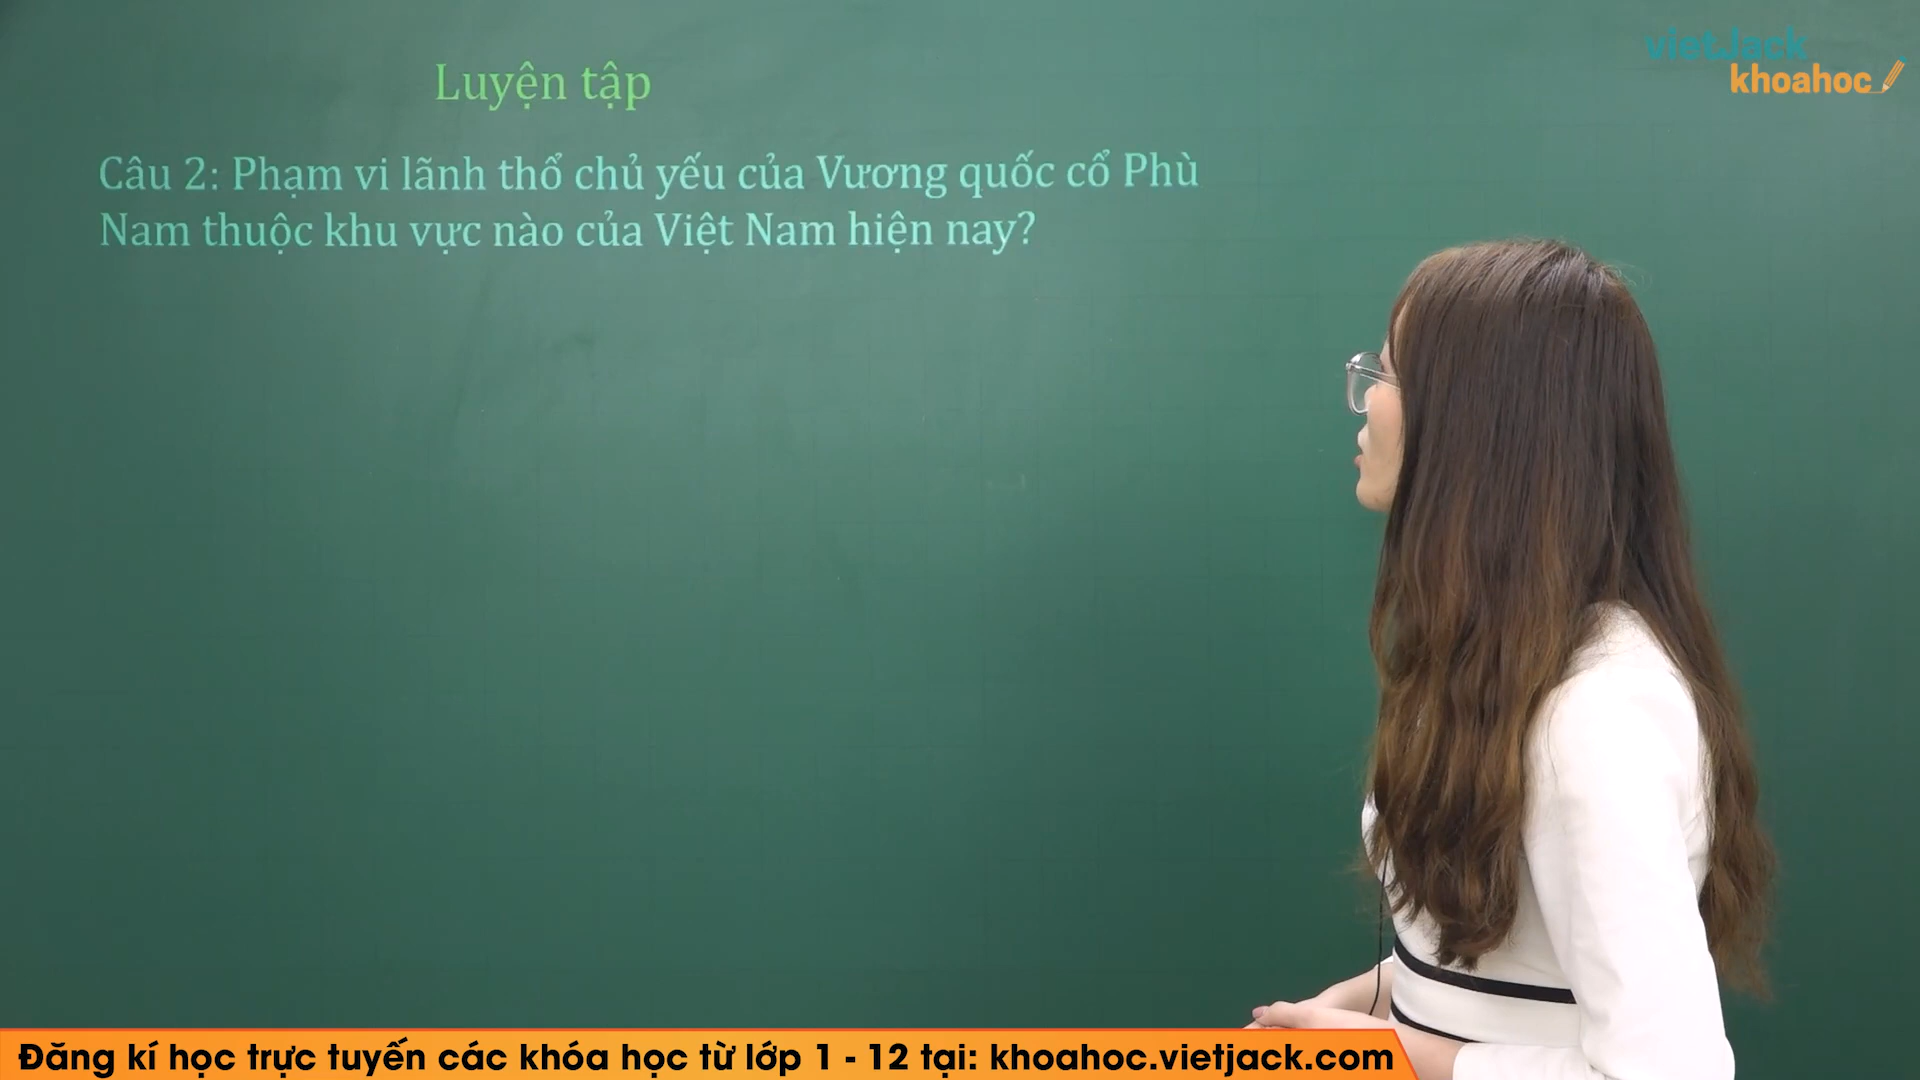 vietJack
khoahoc
Luyện tập
Câu 2: Phạm vi lãnh thổ chủ yếu của Vương quốc cổ Phù
Nam thuộc khu vực nào của Việt Nam hiện nay?
Đăng kí học trực tuyến các khóa học từ lớp 1 - 12 tại: khoahoc.vietjack.com